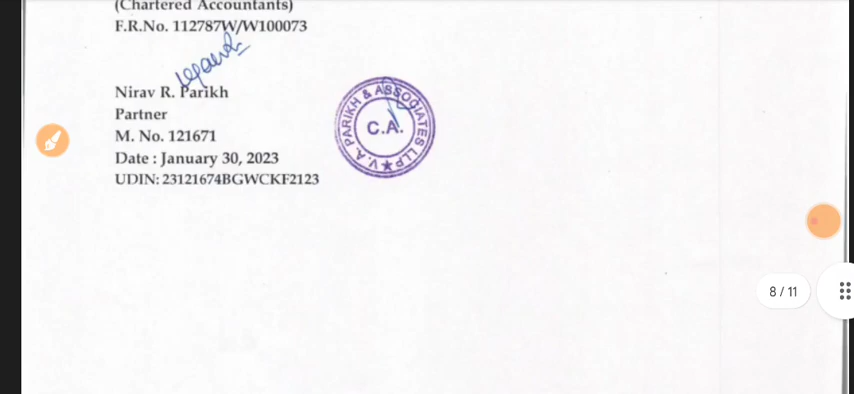 (Chartered Accountants)
F.R.No. 112787W/W100073
Nirav R. Parikh
Partner
M. No. 121671
Date : January 30, 2023
UDIN: 23121674BGWCKF2123
V. A. PARIKH & ASSOCIATES LLP ★
C.A.
8 / 11